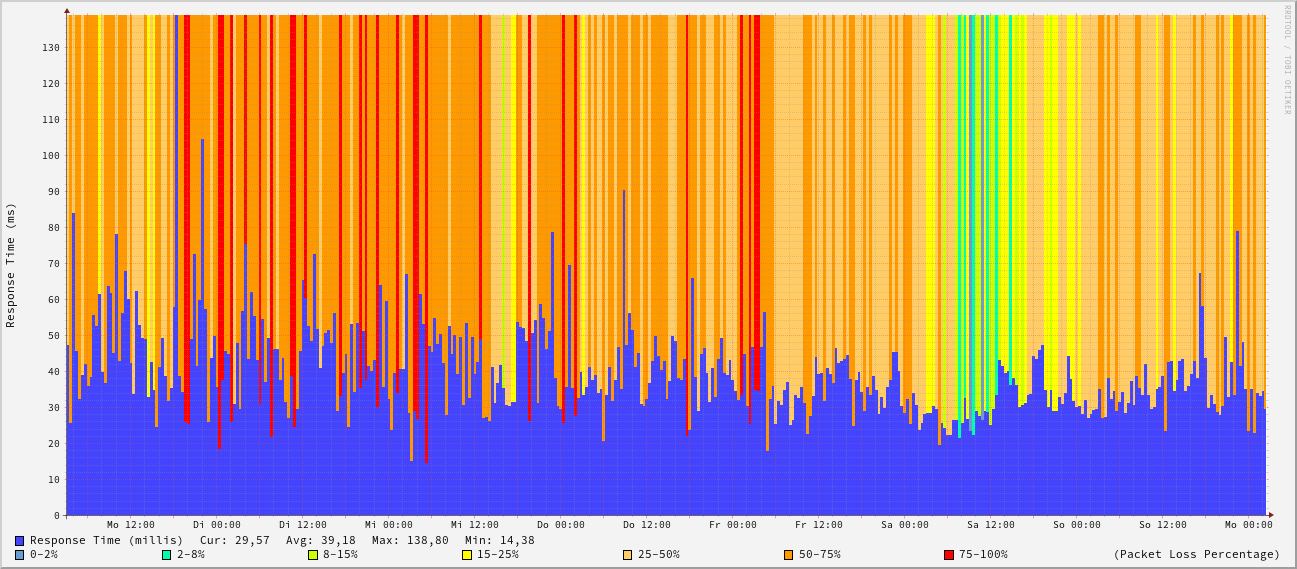 RRDTOOL / TOBI OETIKER
Response Time (ms)
130
120
110
100
90
80
70
60
50
40
30
20
10
0
Mo 12:00 Di 00:00 Di 12:00 Mi 00:00 Mi 12:00 Do 00:00 Do 12:00 Fr 00:00 Fr 12:00 Sa 00:00 Sa 12:00 So 00:00 So 12:00 Mo 00:00
Response Time (millis) Cur: 29,57 Avg: 39,18 Max: 138,80 Min: 14,38
0-2% 2-8% 8-15% 15-25% 25-50% 50-75% 75-100% (Packet Loss Percentage)